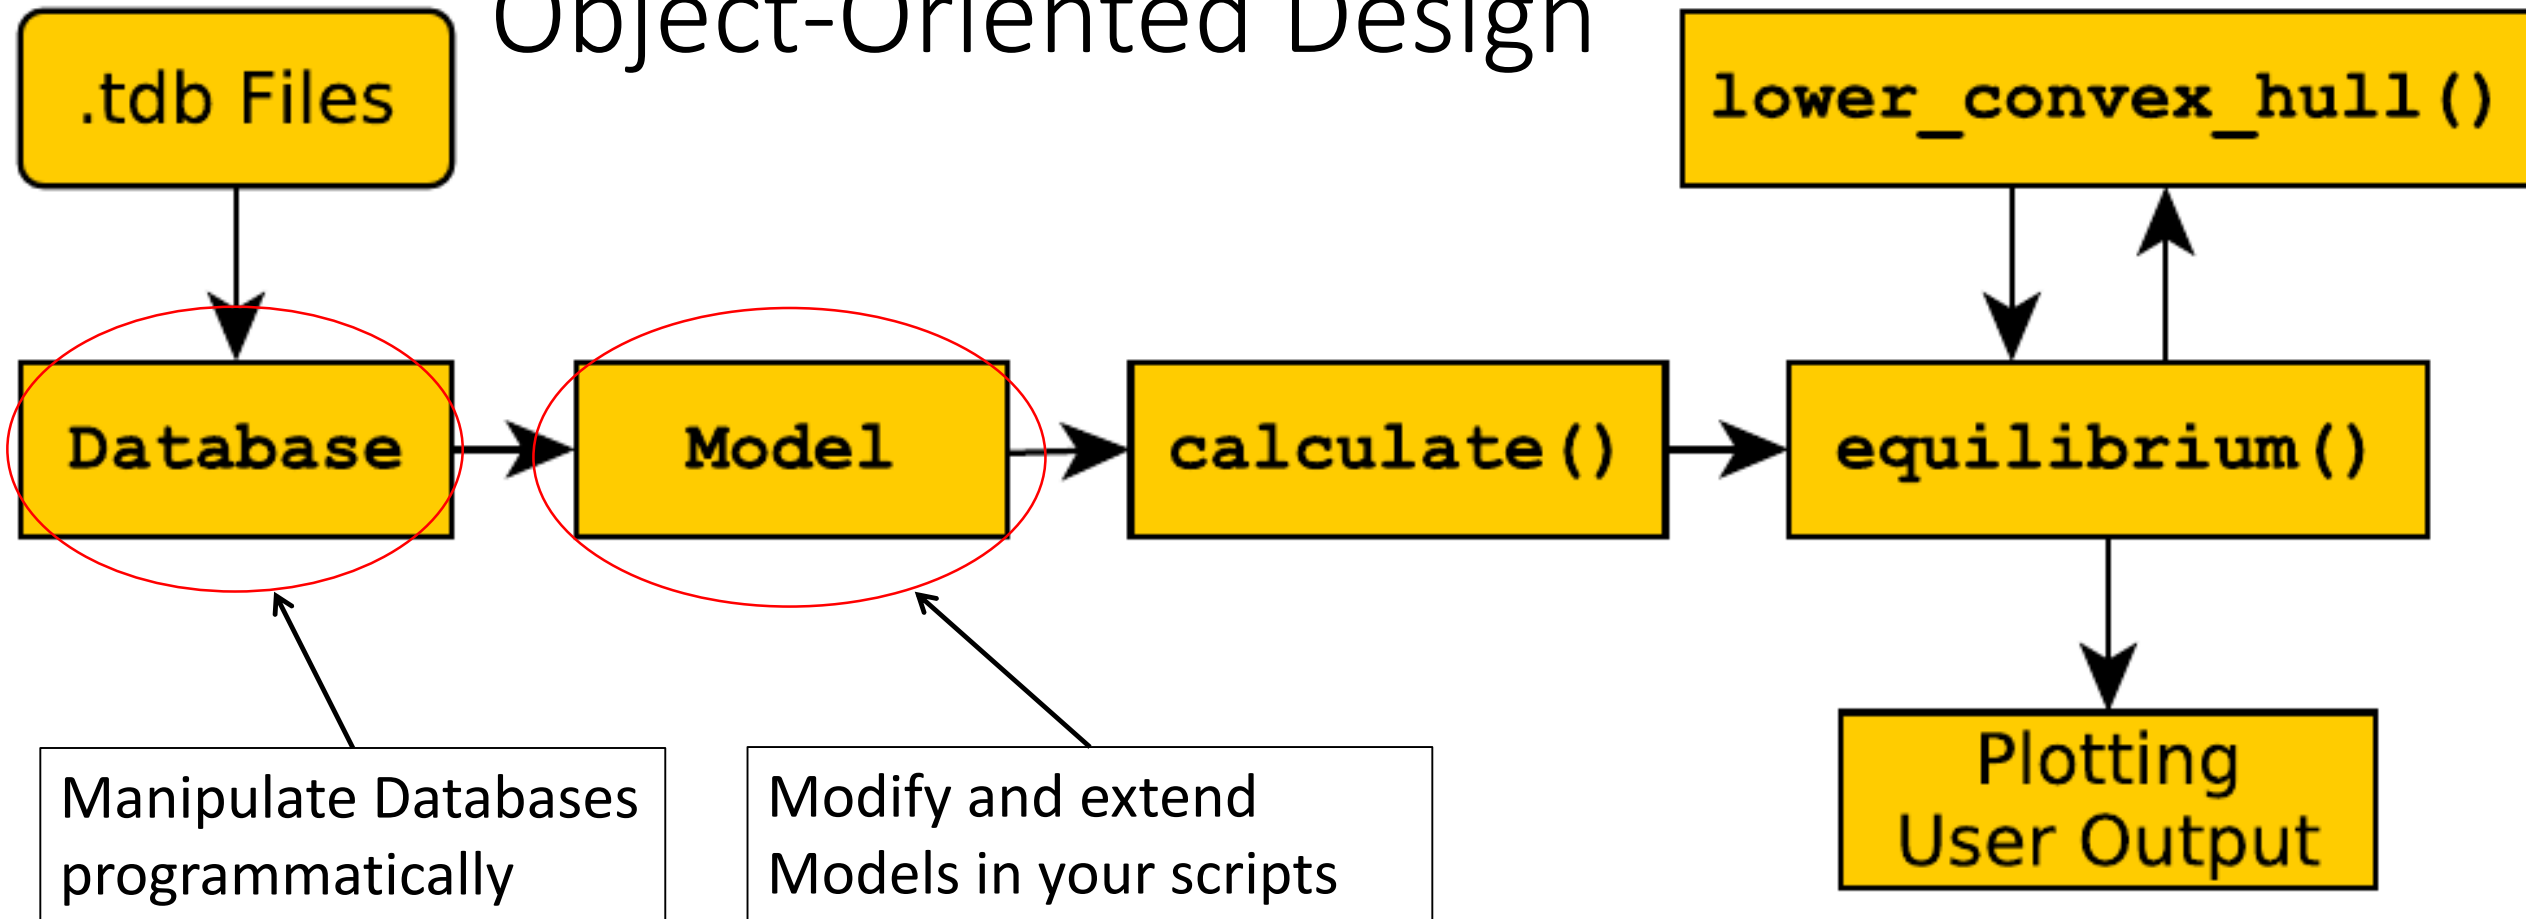 Object-Oriented Design
.tdb Files
lower_convex_hull()
Database
Model
calculate()
equilibrium()
Manipulate Databases
programmatically
Modify and extend
Models in your scripts
Plotting
User Output